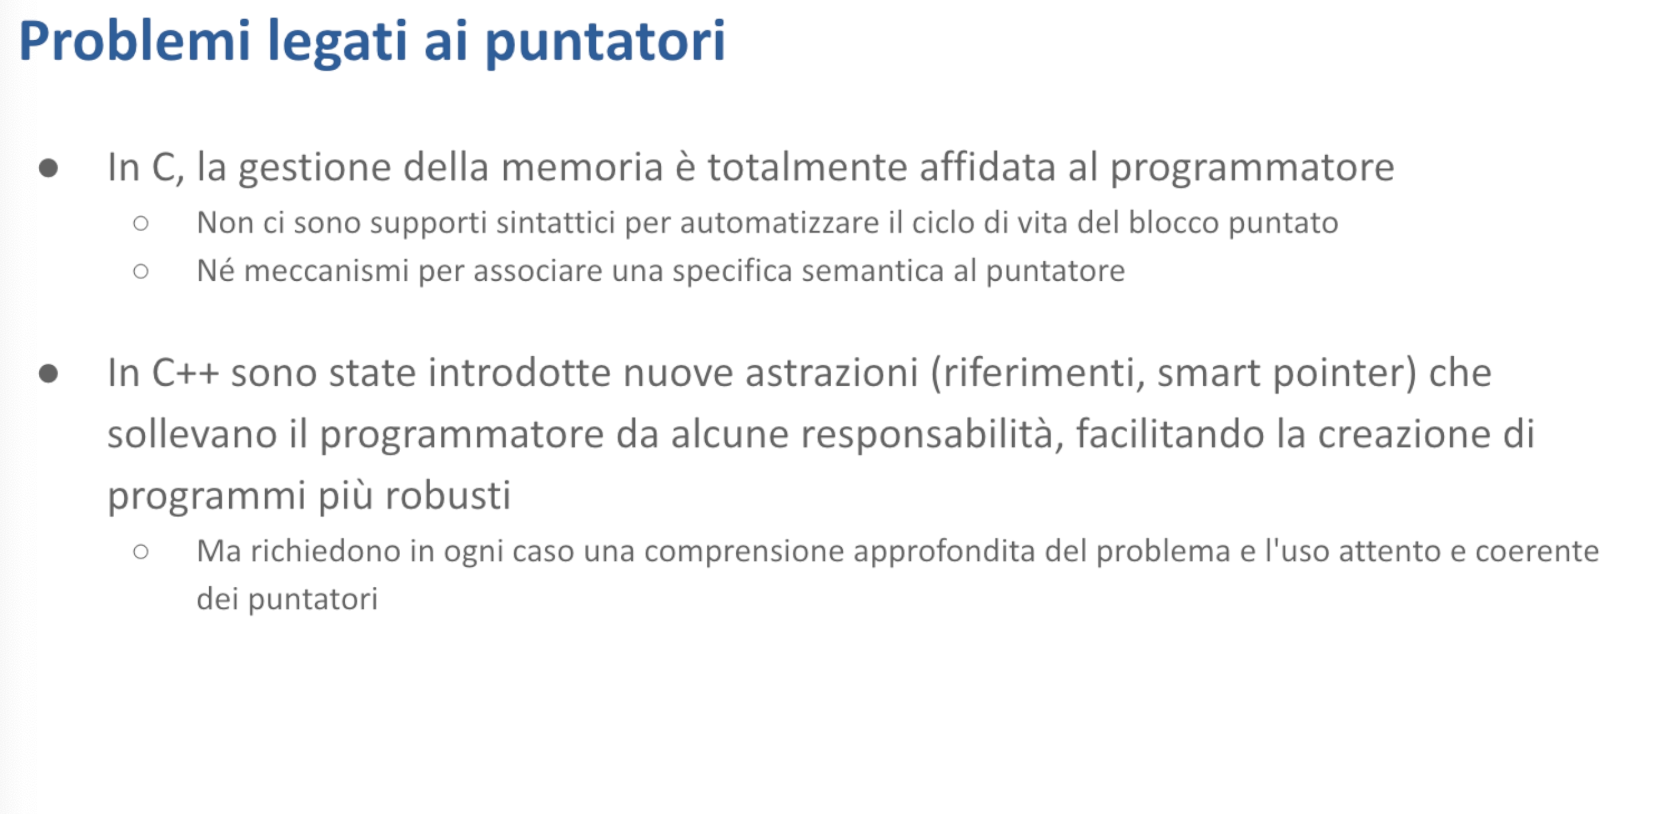 Problemi legati ai puntatori
● In C, la gestione della memoria è totalmente affidata al programmatore
○ Non ci sono supporti sintattici per automatizzare il ciclo di vita del blocco puntato
○ Né meccanismi per associare una specifica semantica al puntatore
● In C++ sono state introdotte nuove astrazioni (riferimenti, smart pointer) che
sollevano il programmatore da alcune responsabilità, facilitando la creazione di
programmi più robusti
○ Ma richiedono in ogni caso una comprensione approfondita del problema e l'uso attento e coerente
dei puntatori